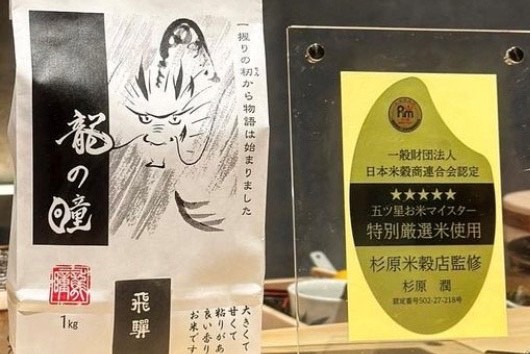 一握りの籾から物語は始まりました
龍の瞳
飛騨
大きくて
甘くて
粘りがあ
良い香り
お米です
1kg
一般財団法人
日本米穀商連合会認定
★★★★★
五ツ星お米マイスター
特別厳選米使用
杉原米穀店監修
杉原 潤
認定番号502-27-218号